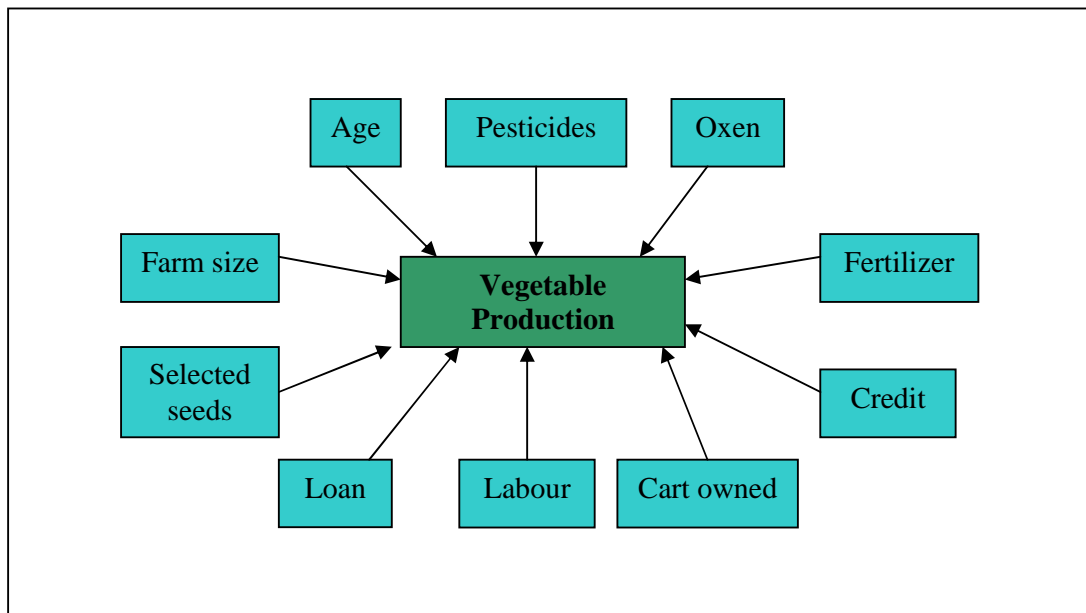 Age
Pesticides
Oxen
Farm size
Vegetable
Production
Fertilizer
Selected
seeds
Credit
Loan
Labour
Cart owned